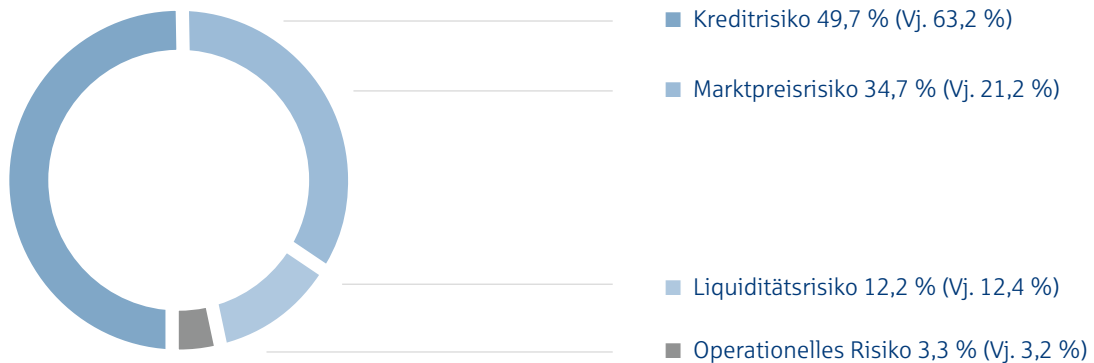 Kreditrisiko 49,7 % (Vj. 63,2 %)
Marktpreisrisiko 34,7 % (Vj. 21,2 %)
Liquiditätsrisiko 12,2 % (Vj. 12,4 %)
Operationelles Risiko 3,3 % (Vj. 3,2 %)